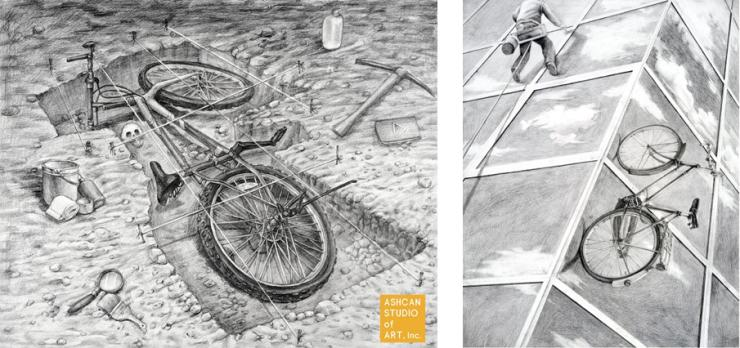 ASHCAN
STUDIO
of
ART, Inc.